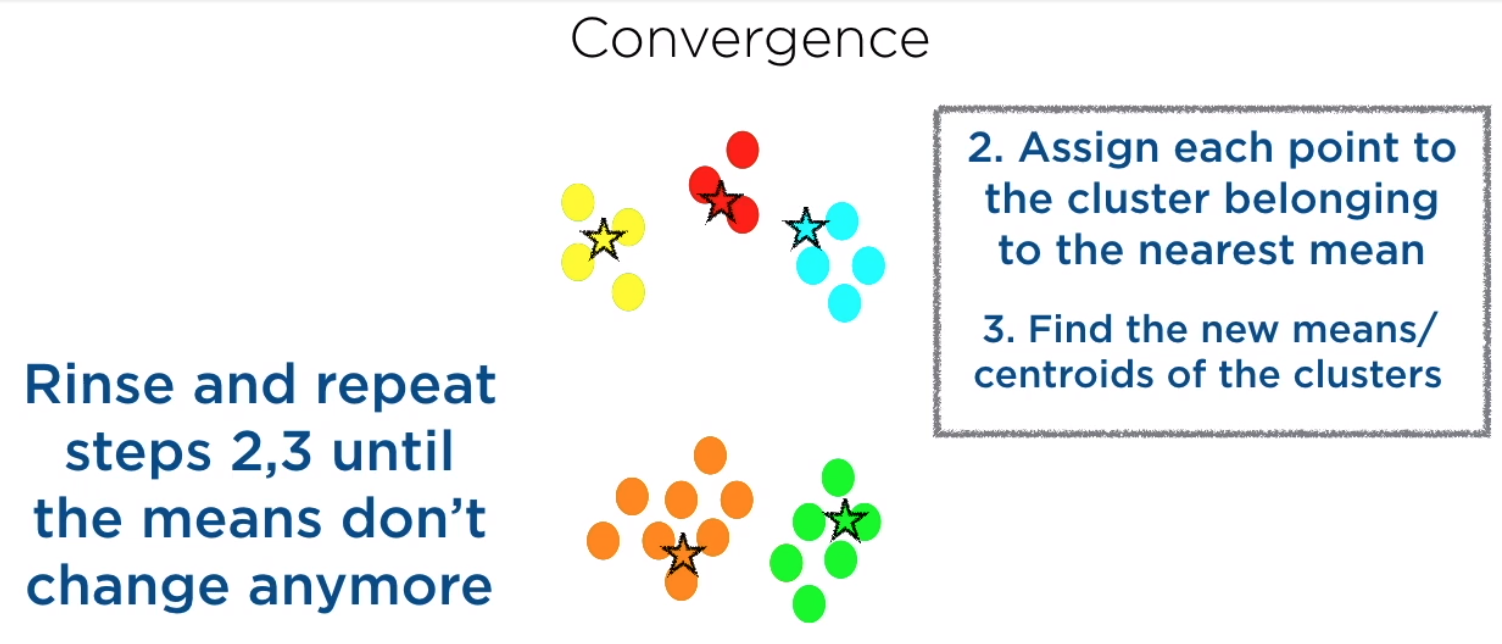 Convergence
2. Assign each point to
the cluster belonging
to the nearest mean
3. Find the new means/
centroids of the clusters
Rinse and repeat
steps 2,3 until
the means don’t
change anymore